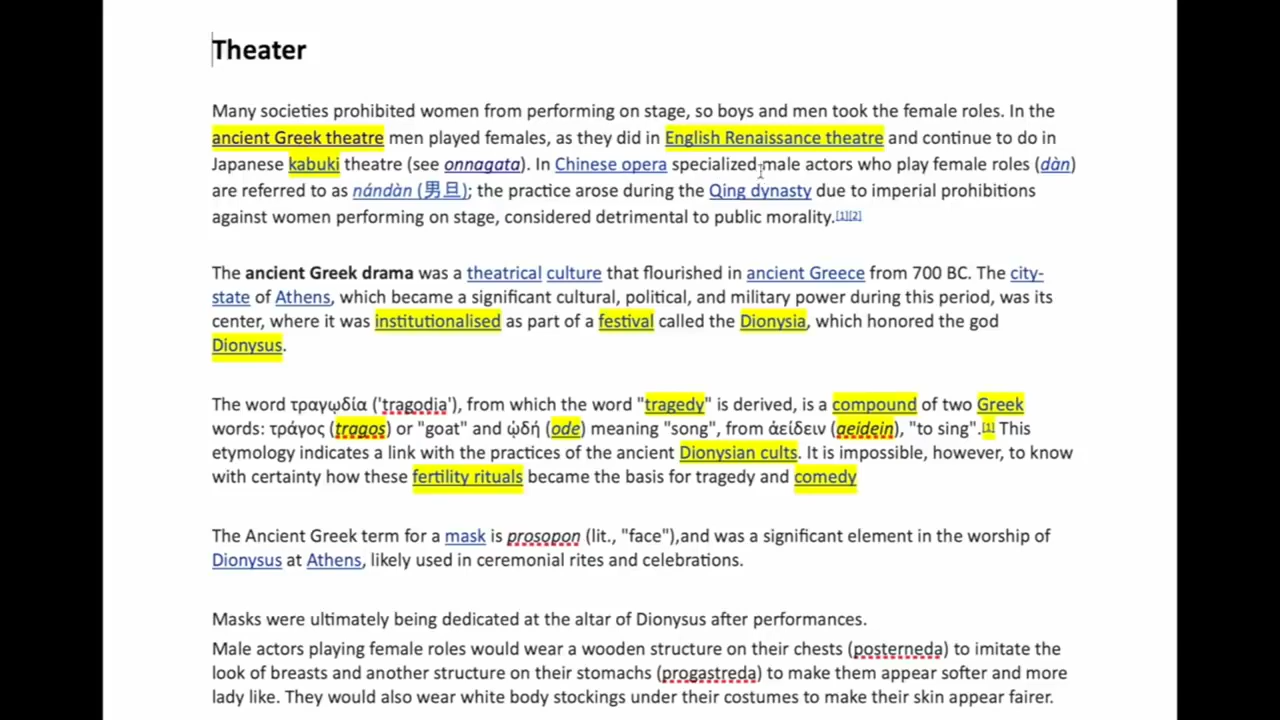 Theater
Many societies prohibited women from performing on stage, so boys and men took the female roles. In the
ancient Greek theatre men played females, as they did in English Renaissance theatre and continue to do in
Japanese kabuki theatre (see onnagata). In Chinese opera specialized male actors who play female roles (dàn)
are referred to as nándàn (男旦); the practice arose during the Qing dynasty due to imperial prohibitions
against women performing on stage, considered detrimental to public morality.[1][2]
The ancient Greek drama was a theatrical culture that flourished in ancient Greece from 700 BC. The city-
state of Athens, which became a significant cultural, political, and military power during this period, was its
center, where it was institutionalised as part of a festival called the Dionysia, which honored the god
Dionysus.
The word τραγῳδία ('tragodia'), from which the word "tragedy" is derived, is a compound of two Greek
words: τράγος (tragos) or "goat" and ᾠδή (ode) meaning "song", from ἀείδειν (aeidein), "to sing".[1] This
etymology indicates a link with the practices of the ancient Dionysian cults. It is impossible, however, to know
with certainty how these fertility rituals became the basis for tragedy and comedy
The Ancient Greek term for a mask is prosopon (lit., "face"),and was a significant element in the worship of
Dionysus at Athens, likely used in ceremonial rites and celebrations.
Masks were ultimately being dedicated at the altar of Dionysus after performances.
Male actors playing female roles would wear a wooden structure on their chests (posterneda) to imitate the
look of breasts and another structure on their stomachs (progastreda) to make them appear softer and more
lady like. They would also wear white body stockings under their costumes to make their skin appear fairer.